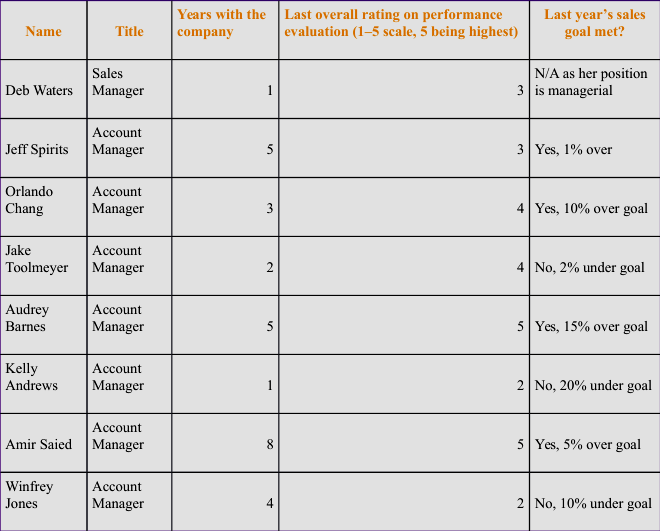 Name
Title
Years with the
company
Last overall rating on performance
evaluation (1–5 scale, 5 being highest)
Last year’s sales
goal met?
Deb Waters
Sales
Manager
1
3
N/A as her position
is managerial
Jeff Spirits
Account
Manager
5
3
Yes, 1% over
Orlando
Chang
Account
Manager
3
4
Yes, 10% over goal
Jake
Toolmeyer
Account
Manager
2
4
No, 2% under goal
Audrey
Barnes
Account
Manager
5
5
Yes, 15% over goal
Kelly
Andrews
Account
Manager
1
2
No, 20% under goal
Amir Saied
Account
Manager
8
5
Yes, 5% over goal
Winfrey
Jones
Account
Manager
4
2
No, 10% under goal